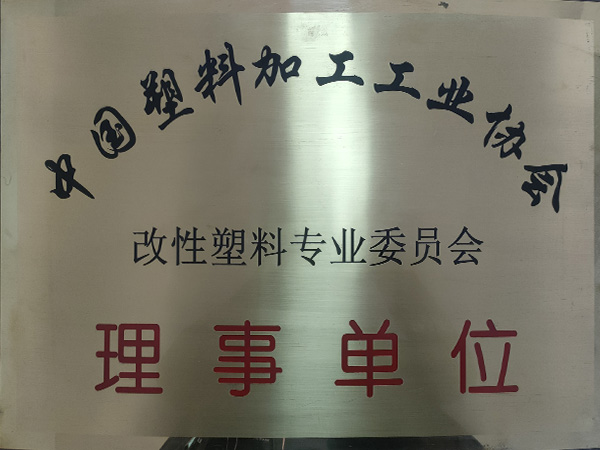 中国塑料加工工业协会
改性塑料专业委员会
理事单位